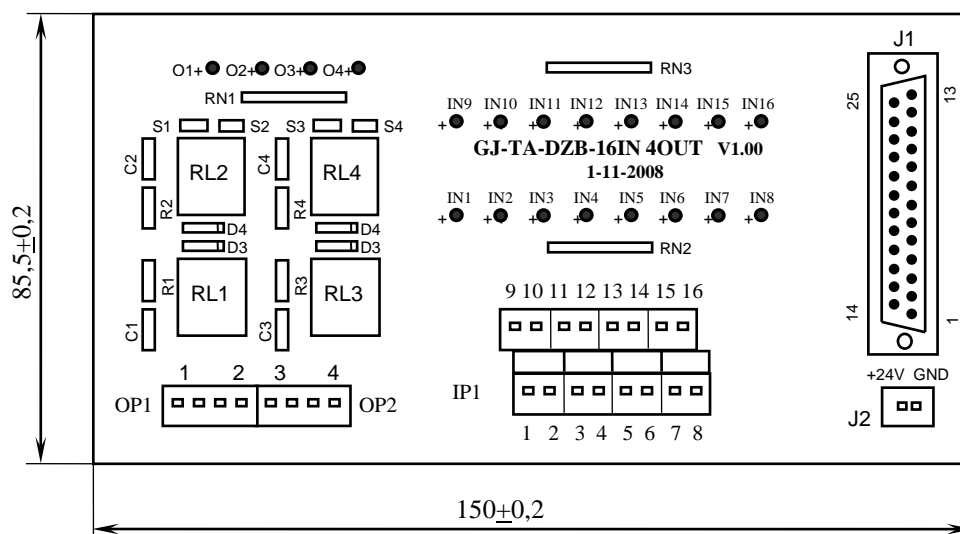 J1
O1+ O2+ O3+ O4+
RN1
RN3
25
13
IN9 IN10 IN11 IN12 IN13 IN14 IN15 IN16
+ + + + + + + +
S1 S2 S3 S4
GJ-TA-DZB-16IN 4OUT V1.00
1-11-2008
C2 RL2 C4 RL4
R2 R4
IN1 IN2 IN3 IN4 IN5 IN6 IN7 IN8
+ + + + + + + +
D4 D4
D3 D3
RN2
85,5±0,2
R1 RL1 R3 RL3
C1 C3
9 10 11 12 13 14 15 16
14
1
+24V GND
1 2 3 4
OP1 OP2
IP1
J2
1 2 3 4 5 6 7 8
150±0,2